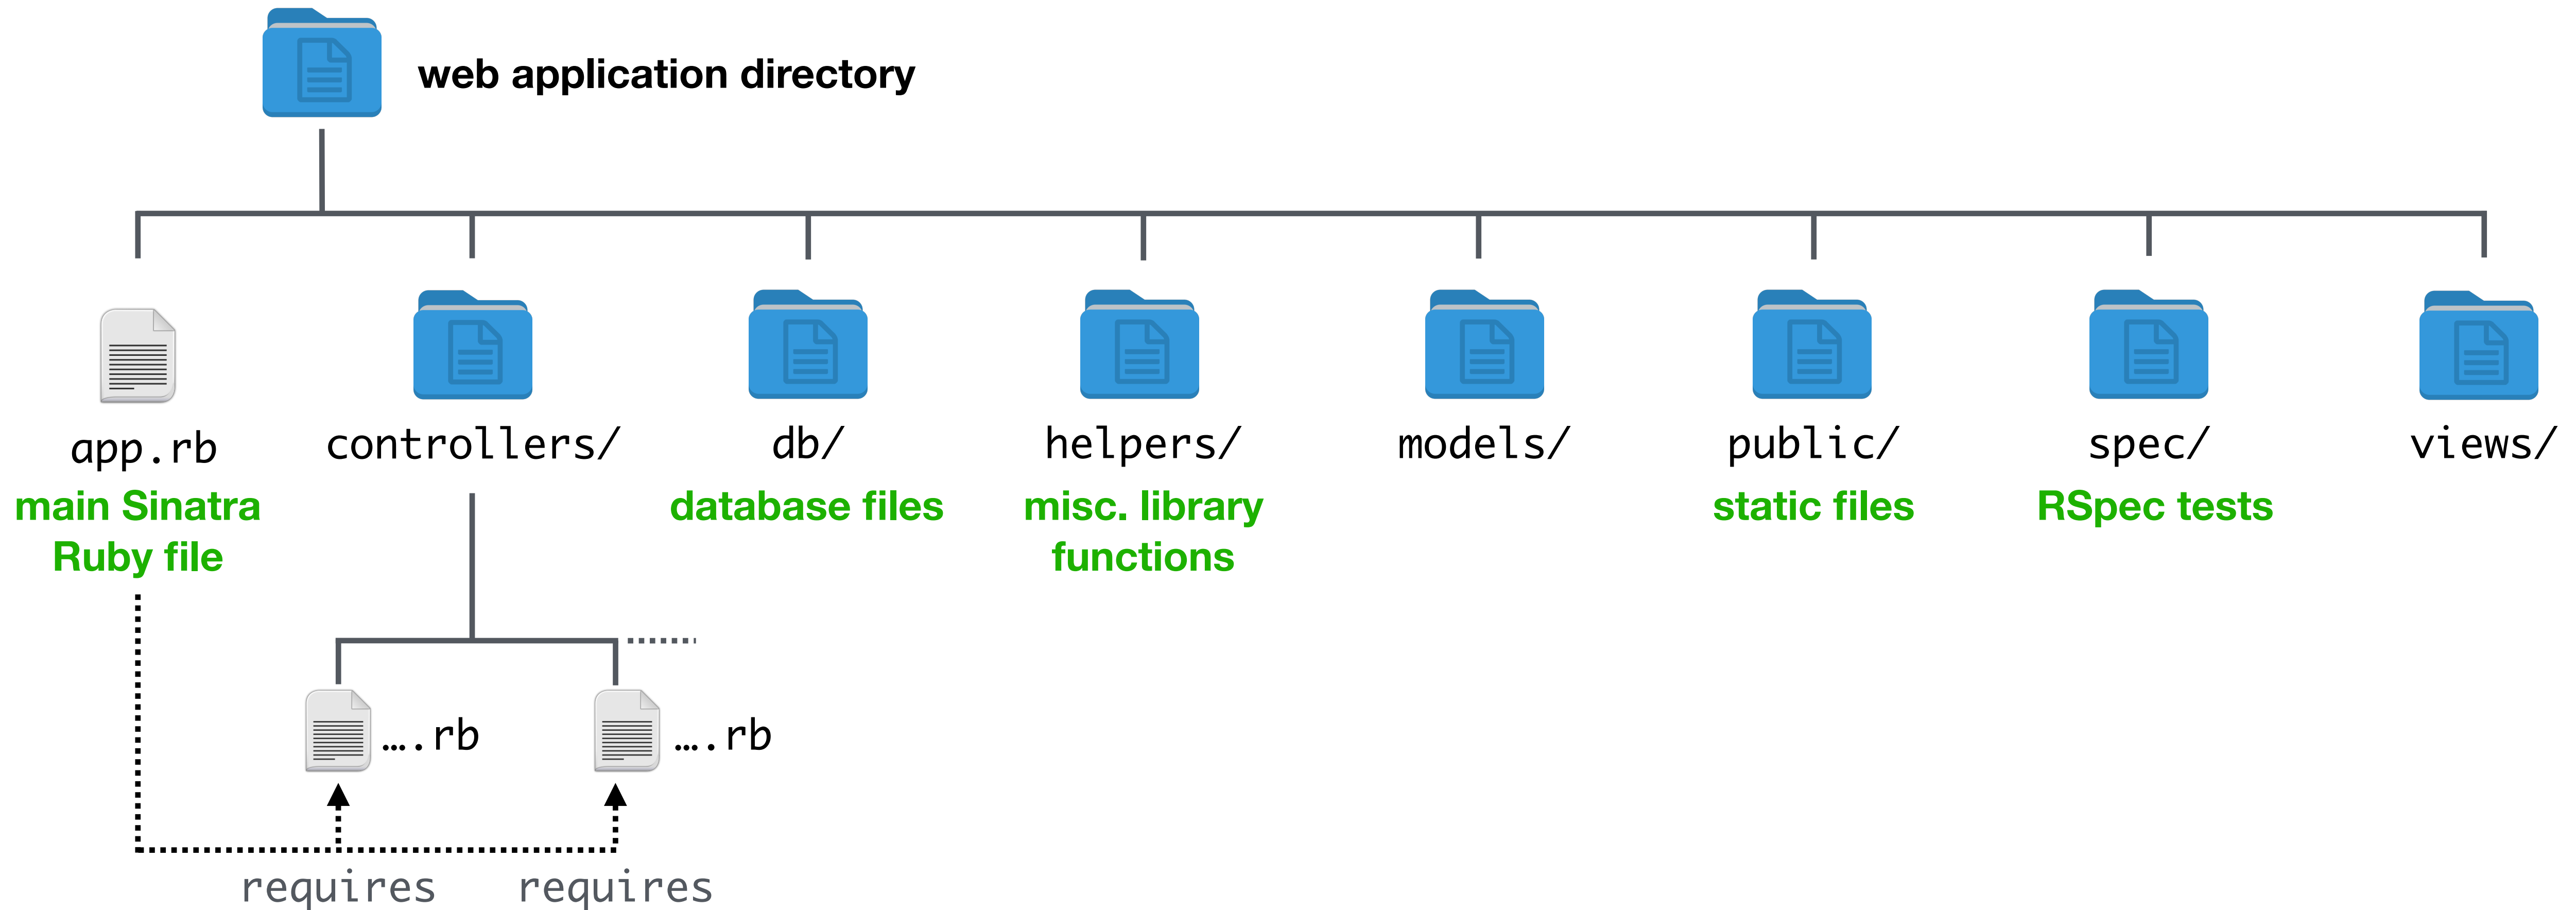 web application directory
app.rb
controllers/
db/
helpers/
models/
public/
spec/
views/
main Sinatra
Ruby file
database files
misc. library
functions
static files
RSpec tests
….rb
….rb
requires
requires